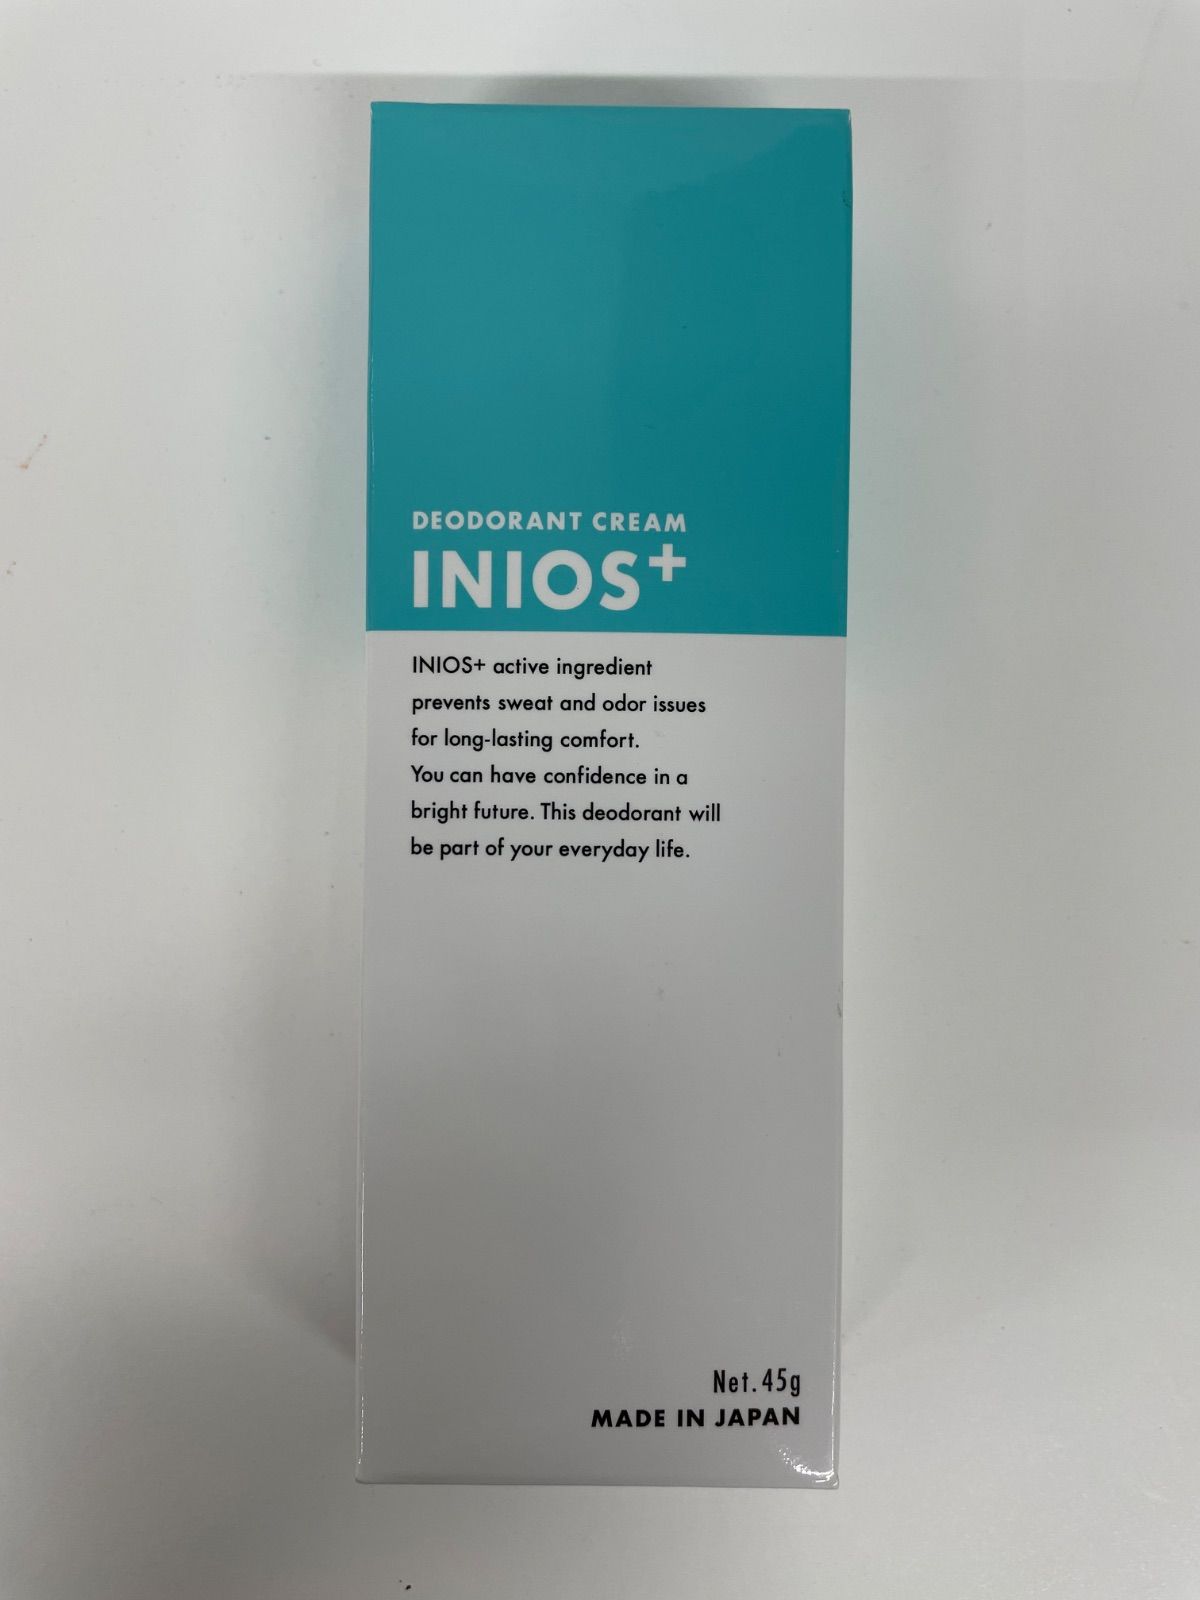 DEODORANT CREAM
INIOS+
INIOS+ active ingredient
prevents sweat and odor issues
for long-lasting comfort.
You can have confidence in a
bright future. This deodorant will
be part of your everyday life.
Net. 45g
MADE IN JAPAN